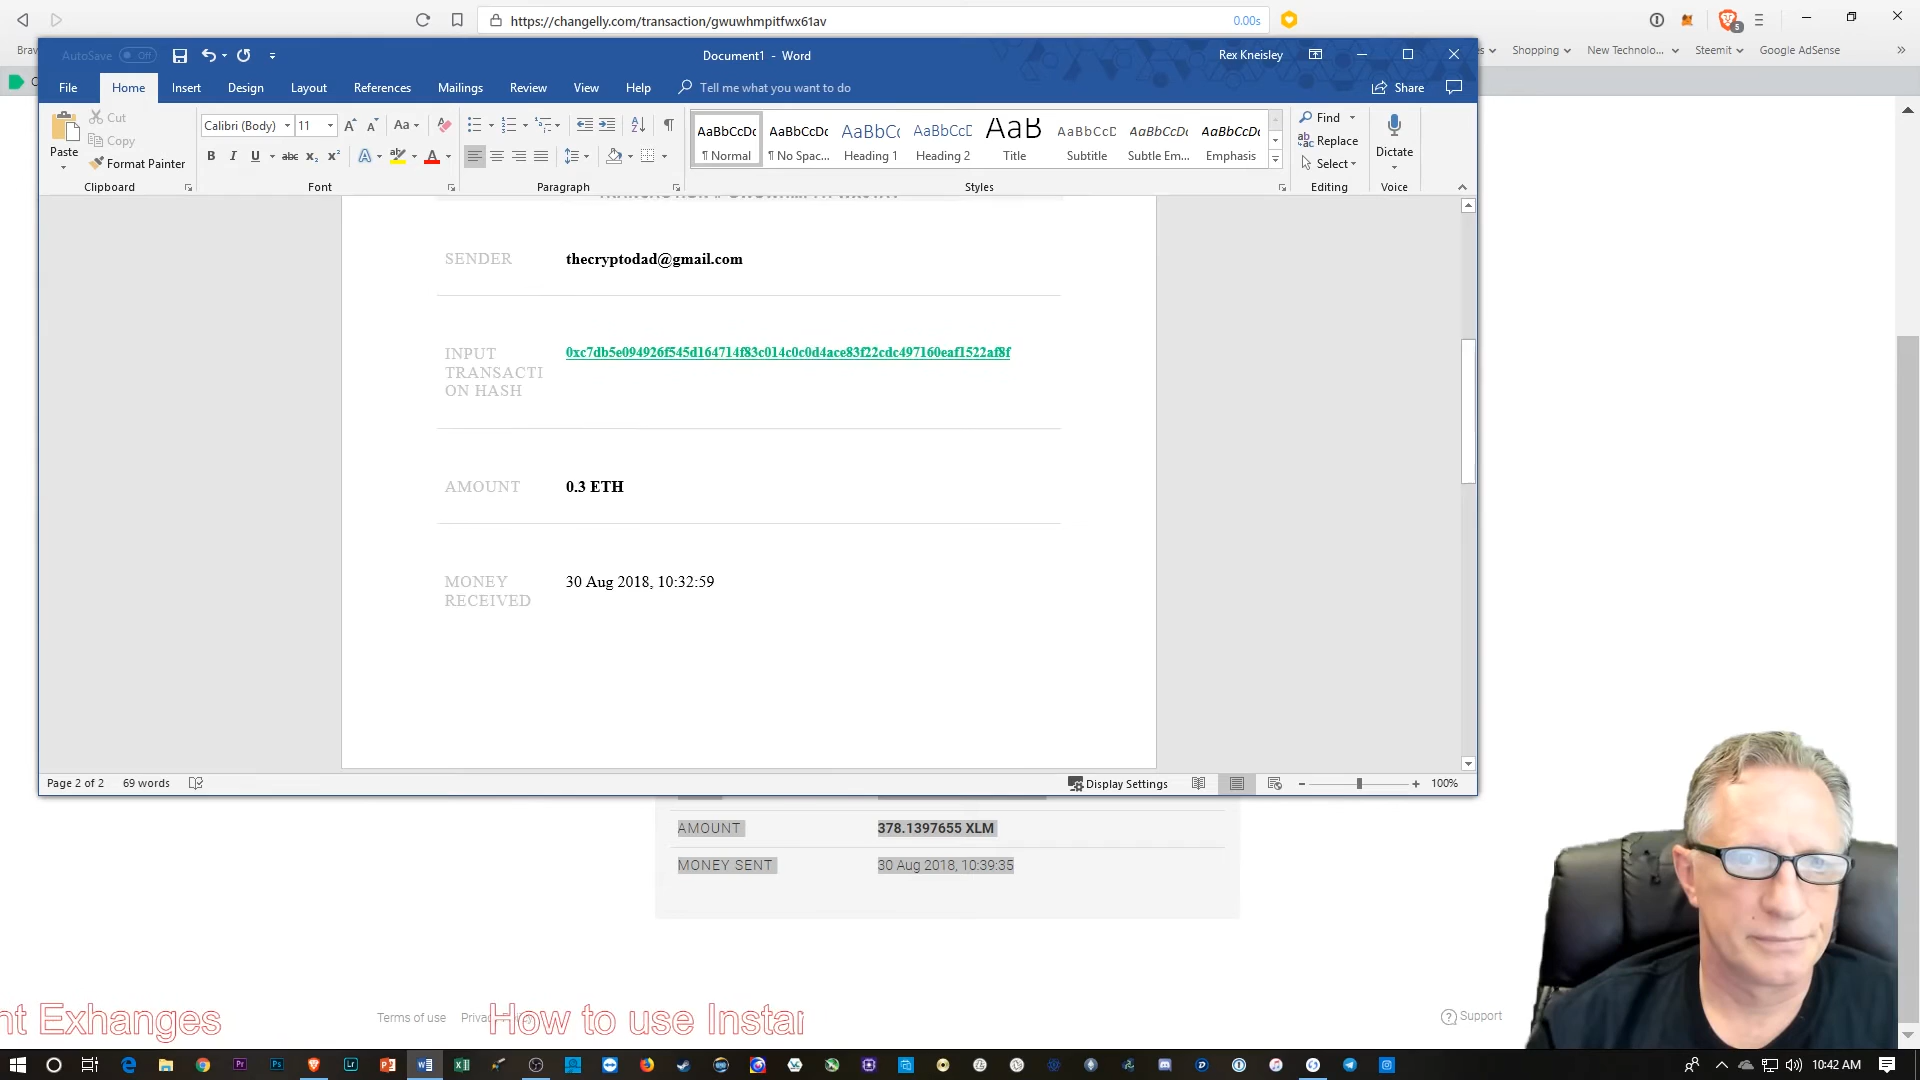 https://changelly.com/transaction/gwuwhmpitfwx61av
0.00s
5
Brav
Shopping
New Technolo...
Steemit
Google AdSense
AutoSave Off
Document1 - Word
Rex Kneisley
File
Home
Insert
Design
Layout
References
Mailings
Review
View
Help
Tell me what you want to do
Share
Paste
Cut
Copy
Format Painter
Clipboard
Calibri (Body)
11
Font
Paragraph
AaBbCcDc
¶ Normal
AaBbCcDc
¶ No Spac...
AaBbCc
Heading 1
AaBbCcD
Heading 2
AaB
Title
AaBbCcD
Subtitle
AaBbCcDc
Subtle Em...
AaBbCcDc
Emphasis
Styles
Find
Replace
Select
Editing
Dictate
Voice
SENDER
thecryptodad@gmail.com
INPUT
TRANSACTI
ON HASH
0xc7db5e094926f545d164714f83c014c0c0d4ace83f22cdc497160eaf1522af8f
AMOUNT
0.3 ETH
MONEY
RECEIVED
30 Aug 2018, 10:32:59
Page 2 of 2
69 words
Display Settings
100%
AMOUNT
378.1397655 XLM
MONEY SENT
30 Aug 2018, 10:39:35
nt Exhanges
Terms of use
How to use Instan
Support
10:42 AM